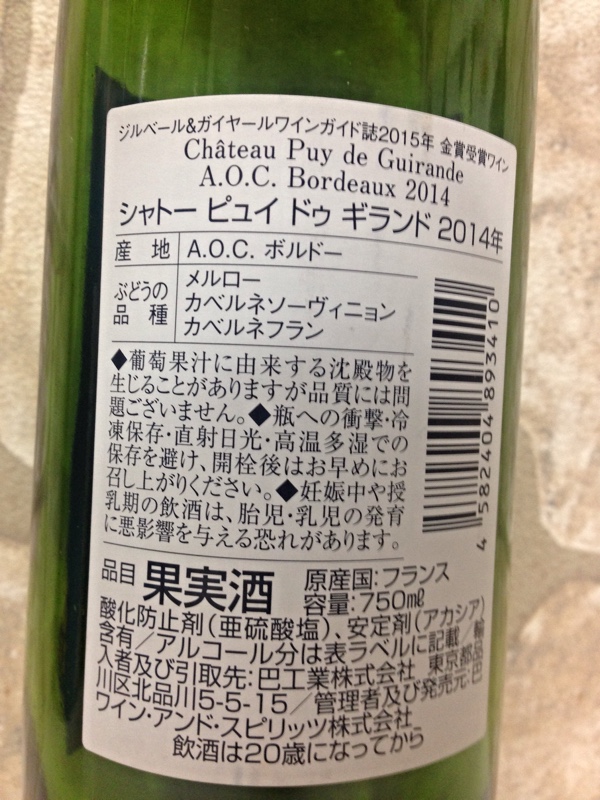 ジルベール&ガイヤールワインガイド誌2015年 金賞受賞ワイン
Château Puy de Guirande
A.O.C. Bordeaux 2014
シャトー ピュイ ドゥ ギランド 2014年
産 地 A.O.C. ボルドー
ぶどうの品種 メルロー
カベルネソーヴィニョン
カベルネフラン
◆葡萄果汁に由来する沈殿物を
生じることがありますが品質には問
題ございません。◆瓶への衝撃・冷
凍保存・直射日光・高温多湿での
保存を避け、開栓後はお早めにお
召し上がりください。◆妊娠中や授
乳期の飲酒は、胎児・乳児の発育
に悪影響を与える恐れがあります。
4 582404 893410
品目 果実酒 原産国:フランス
容量:750㎖
酸化防止剤(亜硫酸塩)、安定剤(アカシア)
含有/アルコール分は表ラベルに記載/輸
入者及び引取先:巴工業株式会社 東京都品
川区北品川5-5-15/管理者及び発売元:巴
ワイン・アンド・スピリッツ株式会社
飲酒は20歳になってから